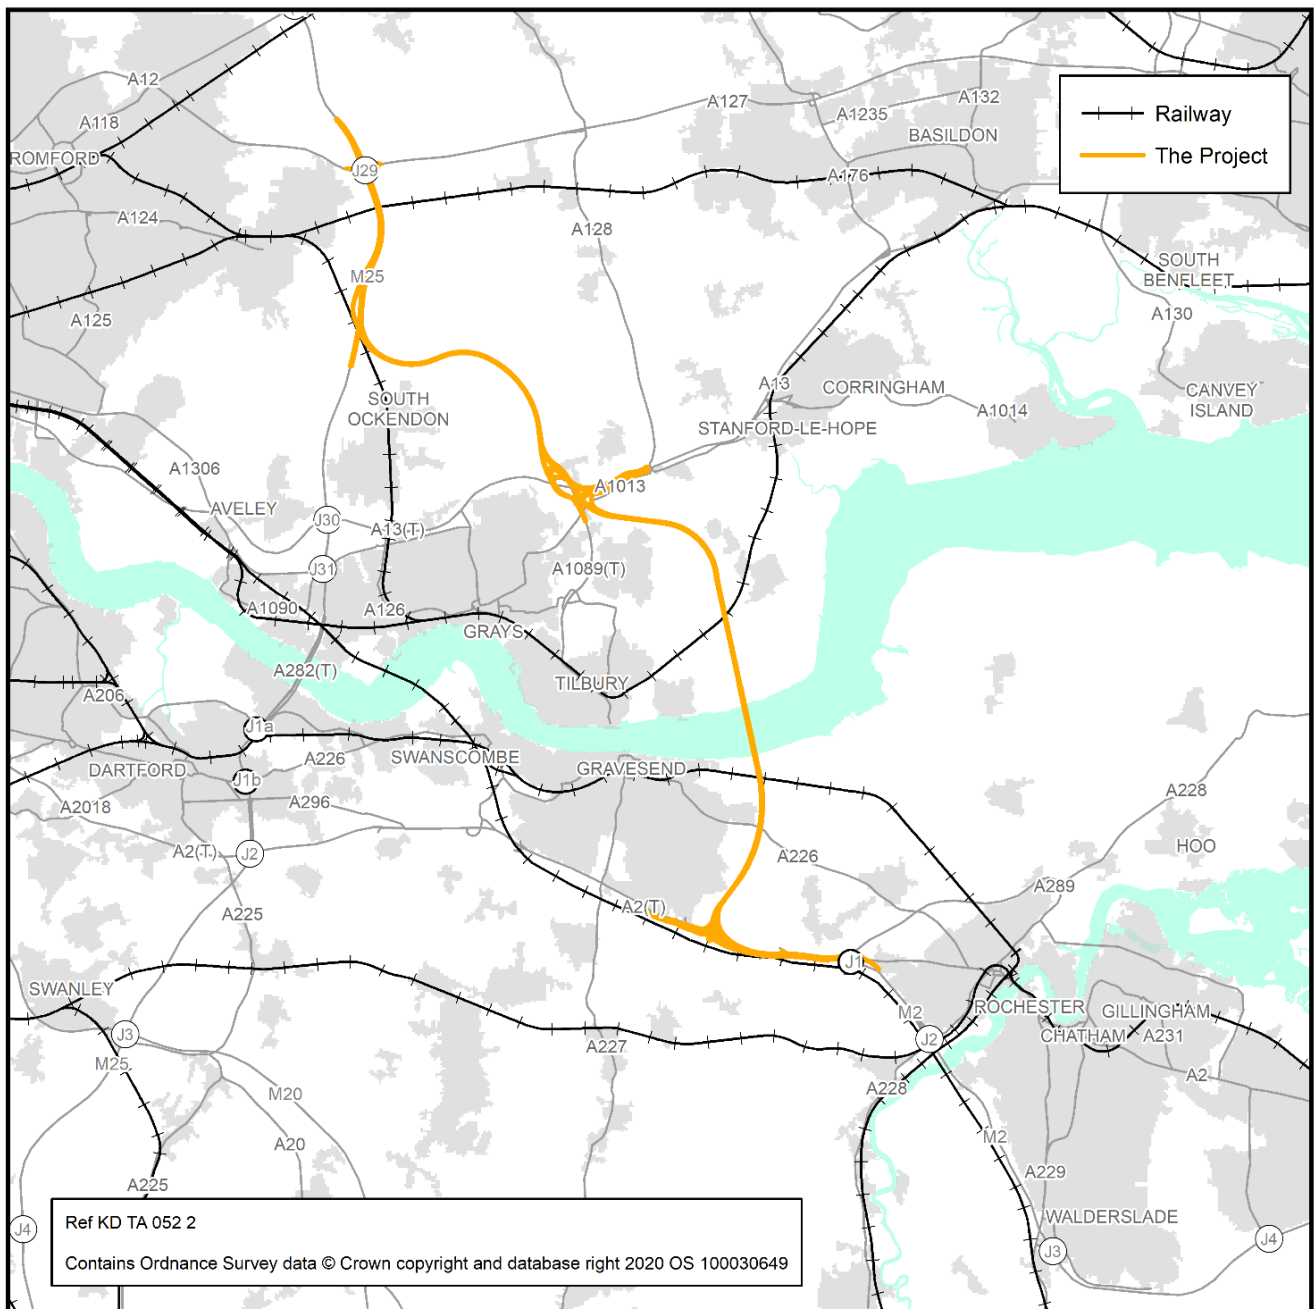 A12
A127
A132
A1235
Railway
A118
BASILDON
ROMFORD
The Project
J29
A176
A124
A128
SOUTH
BENFLEET
M25
A125
A130
A13
CORRINGHAM
CANVEY
ISLAND
SOUTH
OCKENDON
A1014
STANFORD-LE-HOPE
A1306
A1013
AVELEY
J30
A13(T)
J31
A1089(T)
A1090
A126
GRAYS
A282(T)
TILBURY
A206
J1a
A226
SWANSCOMBE
DARTFORD
GRAVESEND
J1b
A296
A228
A2018
A2(T)
J2
A226
HOO
A289
A225
A2(T)
J1
SWANLEY
ROCHESTER
M2
GILLINGHAM
J3
J2
CHATHAM
A231
M25
A227
A2
M20
A228
A20
M2
A225
A229
WALDERSLADE
J4
J3
J4
Ref KD TA 052 2
Contains Ordnance Survey data © Crown copyright and database right 2020 OS 100030649